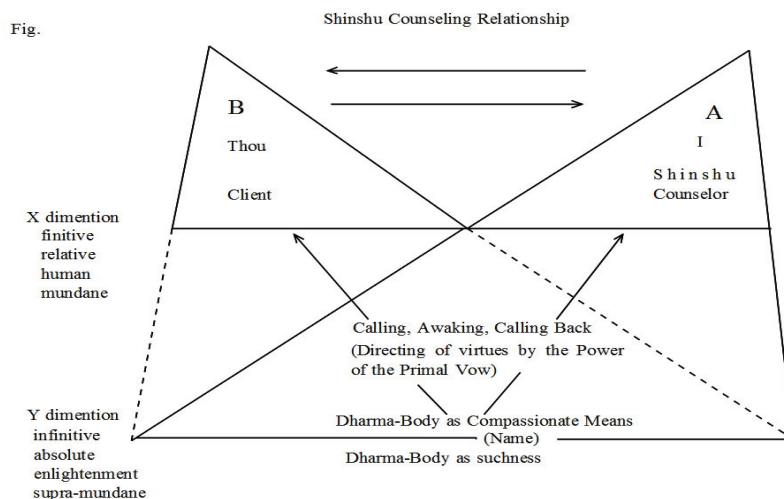 Shinshu Counseling Relationship
Fig.
B
Thou
Client
A
I
Shinshu
Counselor
X dimention
finitive
relative
human
mundane
Calling, Awaking, Calling Back
(Directing of virtues by the Power
of the Primal Vow)
Y dimention
infinitive
absolute
enlightenment
supra-mundane
Dharma-Body as Compassionate Means
(Name)
Dharma-Body as suchness